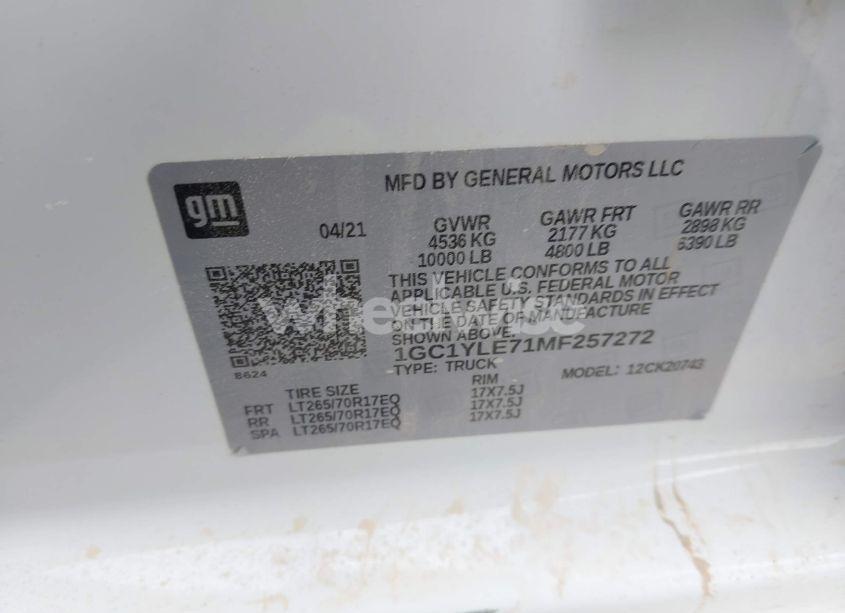 gm
MFD BY GENERAL MOTORS LLC
04/21
GVWR
4536 KG
10000 LB
GAWR FRT
2177 KG
4800 LB
GAWR RR
2898 KG
6390 LB
THIS VEHICLE CONFORMS TO ALL
APPLICABLE U.S. FEDERAL MOTOR
VEHICLE SAFETY STANDARDS IN EFFECT
ON THE DATE OF MANUFACTURE
SHOWN ABOVE.
1GC1YLE71MF257272
TYPE: TRUCK
MODEL: 12CK20743
8624
TIRE SIZE
RIM
FRT LT265/70R17EQ 17X7.5J
RR LT265/70R17EQ 17X7.5J
SPA LT265/70R17EQ 17X7.5J